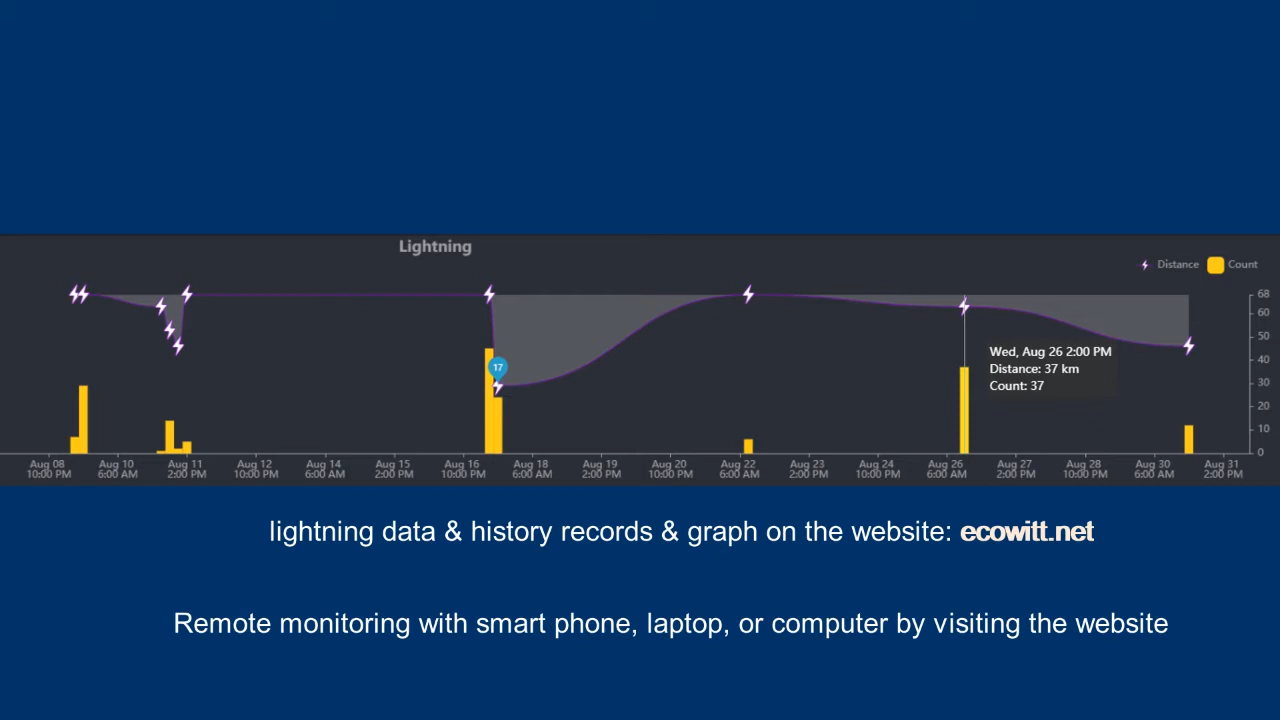 Lightning
Distance Count
68
60
50
40
30
20
10
0
17
Wed, Aug 26 2:00 PM
Distance: 37 km
Count: 37
Aug 08 10:00 PM
Aug 10 6:00 AM
Aug 11 2:00 PM
Aug 12 10:00 PM
Aug 14 6:00 AM
Aug 15 2:00 PM
Aug 16 10:00 PM
Aug 18 6:00 AM
Aug 19 2:00 PM
Aug 20 10:00 PM
Aug 22 6:00 AM
Aug 23 2:00 PM
Aug 24 10:00 PM
Aug 26 6:00 AM
Aug 27 2:00 PM
Aug 28 10:00 PM
Aug 30 6:00 AM
Aug 31 2:00 PM
lightning data & history records & graph on the website: ecowitt.net
Remote monitoring with smart phone, laptop, or computer by visiting the website